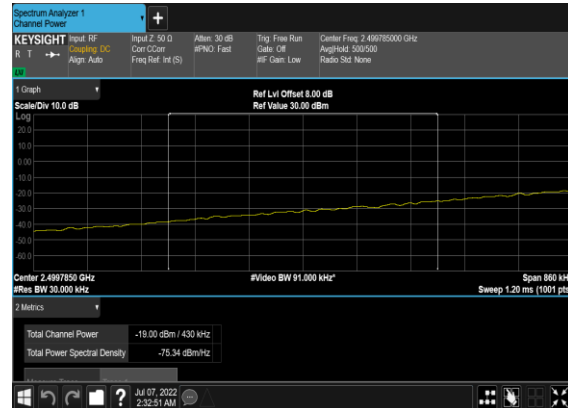 Spectrum Analyzer 1
Channel Power
+
KEYSIGHT Input: RF Input Z: 50 Ω Atten: 30 dB Trig: Free Run Center Freq: 2.499785000 GHz
R T Coupling: DC Corr CCorr #PNO: Fast Gate: Off Avg|Hold: 500/500
Align: Auto Freq Ref: Int (S) #IF Gain: Low Radio Std: None
1 Graph
Ref Lvl Offset 8.00 dB
Scale/Div 10.0 dB Ref Value 30.00 dBm
Log
20.0
10.0
0.00
-10.0
-20.0
-30.0
-40.0
-50.0
-60.0
Center 2.4997850 GHz #Video BW 91.000 kHz* Span 860 kH
#Res BW 30.000 kHz Sweep 1.20 ms (1001 pts
2 Metrics
Total Channel Power -19.00 dBm / 430 kHz
Total Power Spectral Density -75.34 dBm/Hz
? Jul 07, 2022
2:32:51 AM